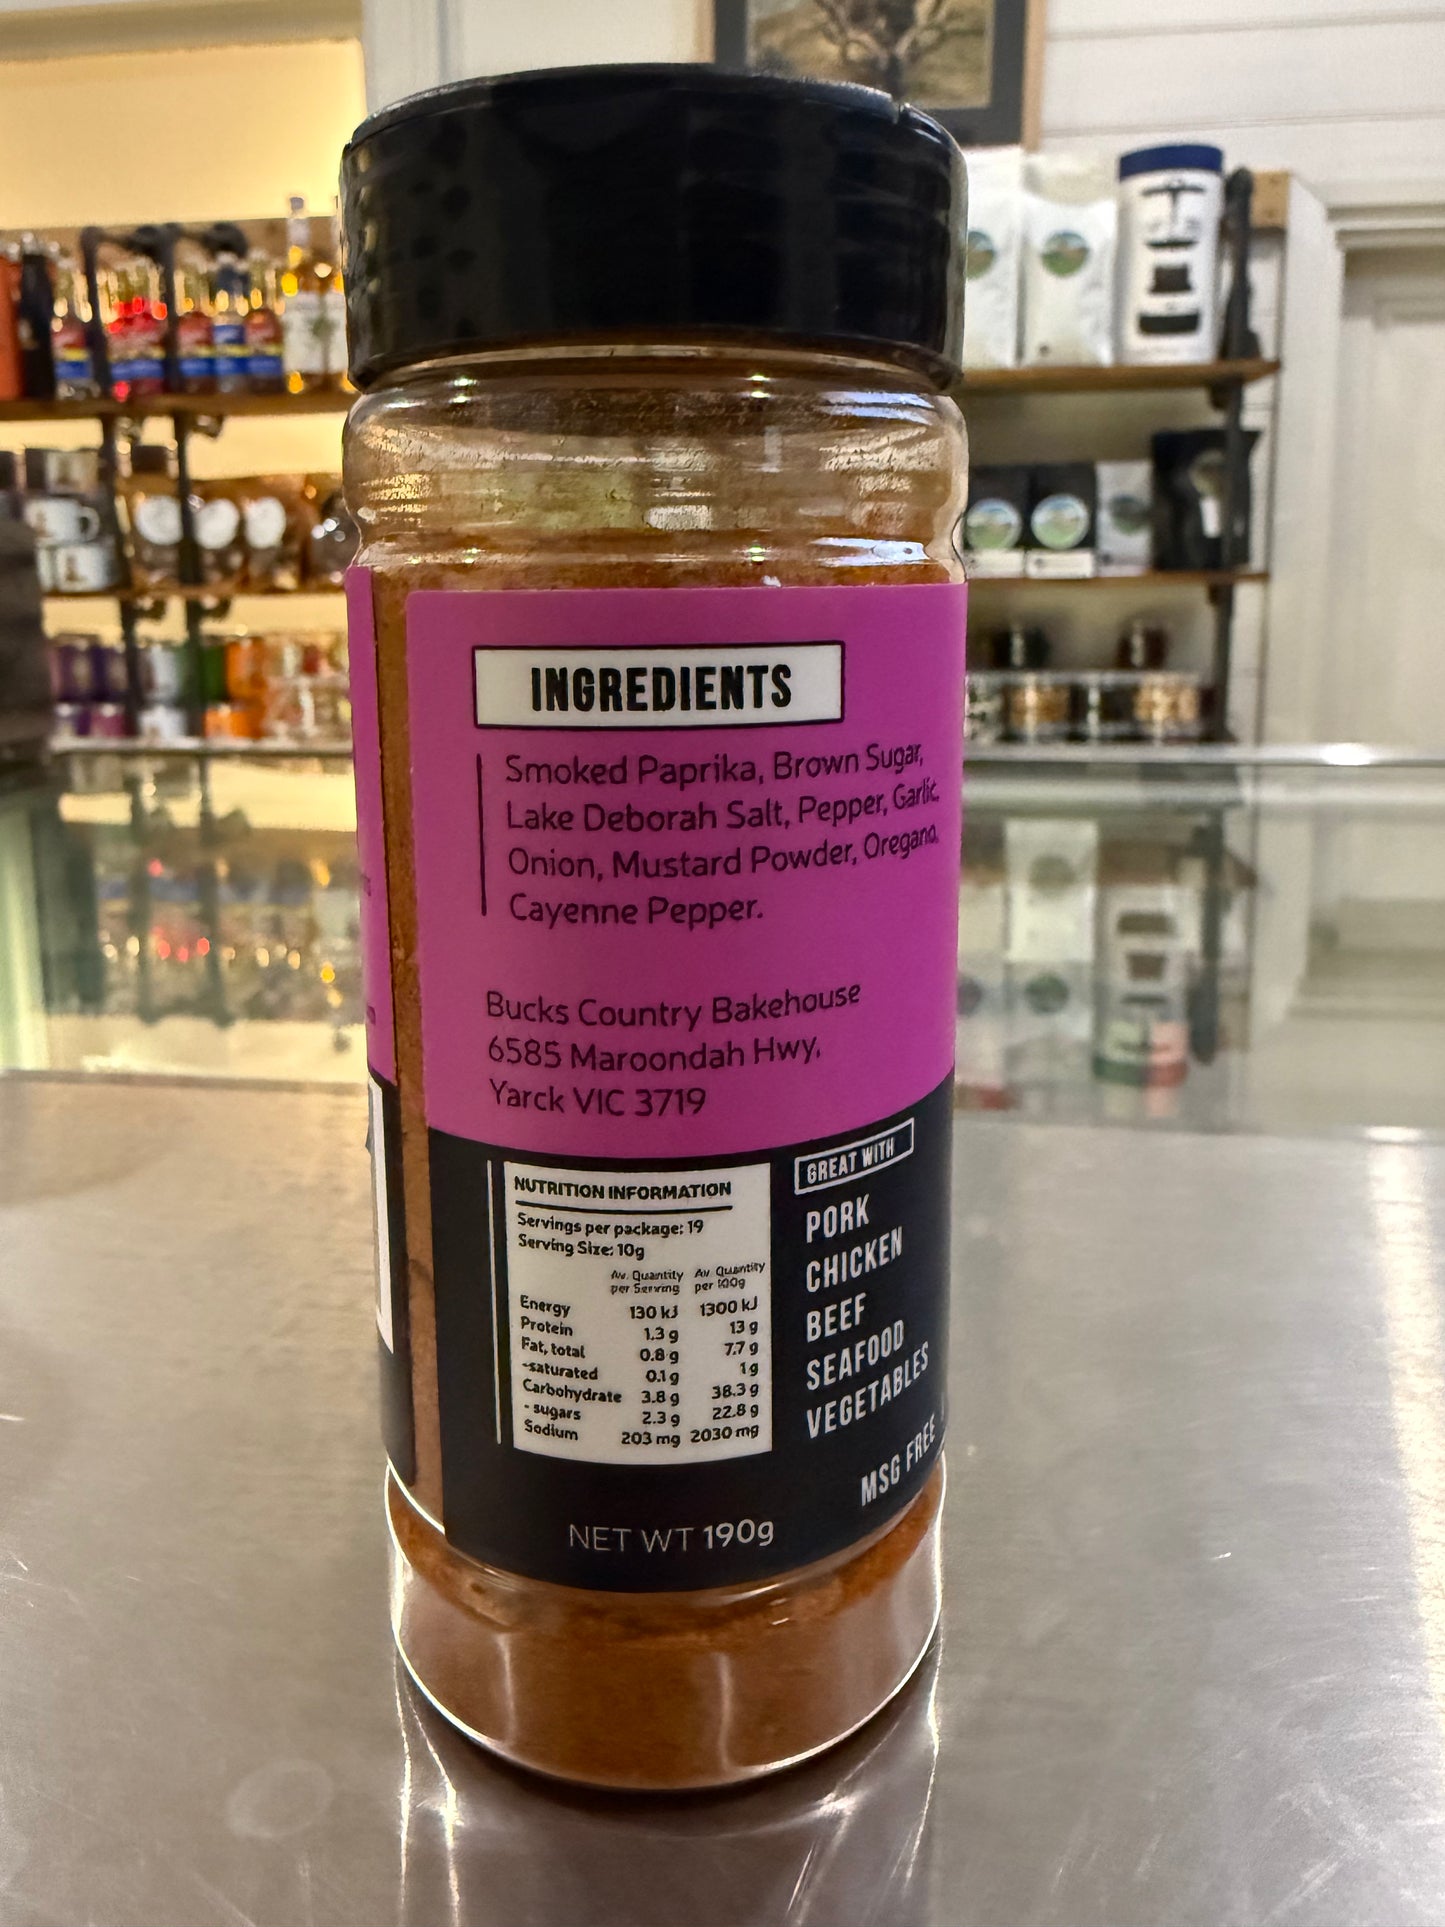 INGREDIENTS
Smoked Paprika, Brown Sugar,
Lake Deborah Salt, Pepper, Garlic,
Onion, Mustard Powder, Oregano,
Cayenne Pepper.
Bucks Country Bakehouse
6585 Maroondah Hwy,
Yarck VIC 3719
NUTRITION INFORMATION
Servings per package: 19
Serving Size: 10g
Av. Quantity per Serving Av. Quantity per 100g
Energy 130 kJ 1300 kJ
Protein 1.3 g 13 g
Fat, total 0.8 g 7.7 g
-saturated 0.1 g 1 g
Carbohydrate 3.8 g 38.3 g
- sugars 2.3 g 22.8 g
Sodium 203 mg 2030 mg
GREAT WITH
PORK
CHICKEN
BEEF
SEAFOOD
VEGETABLES
MSG FREE
NET WT 190g